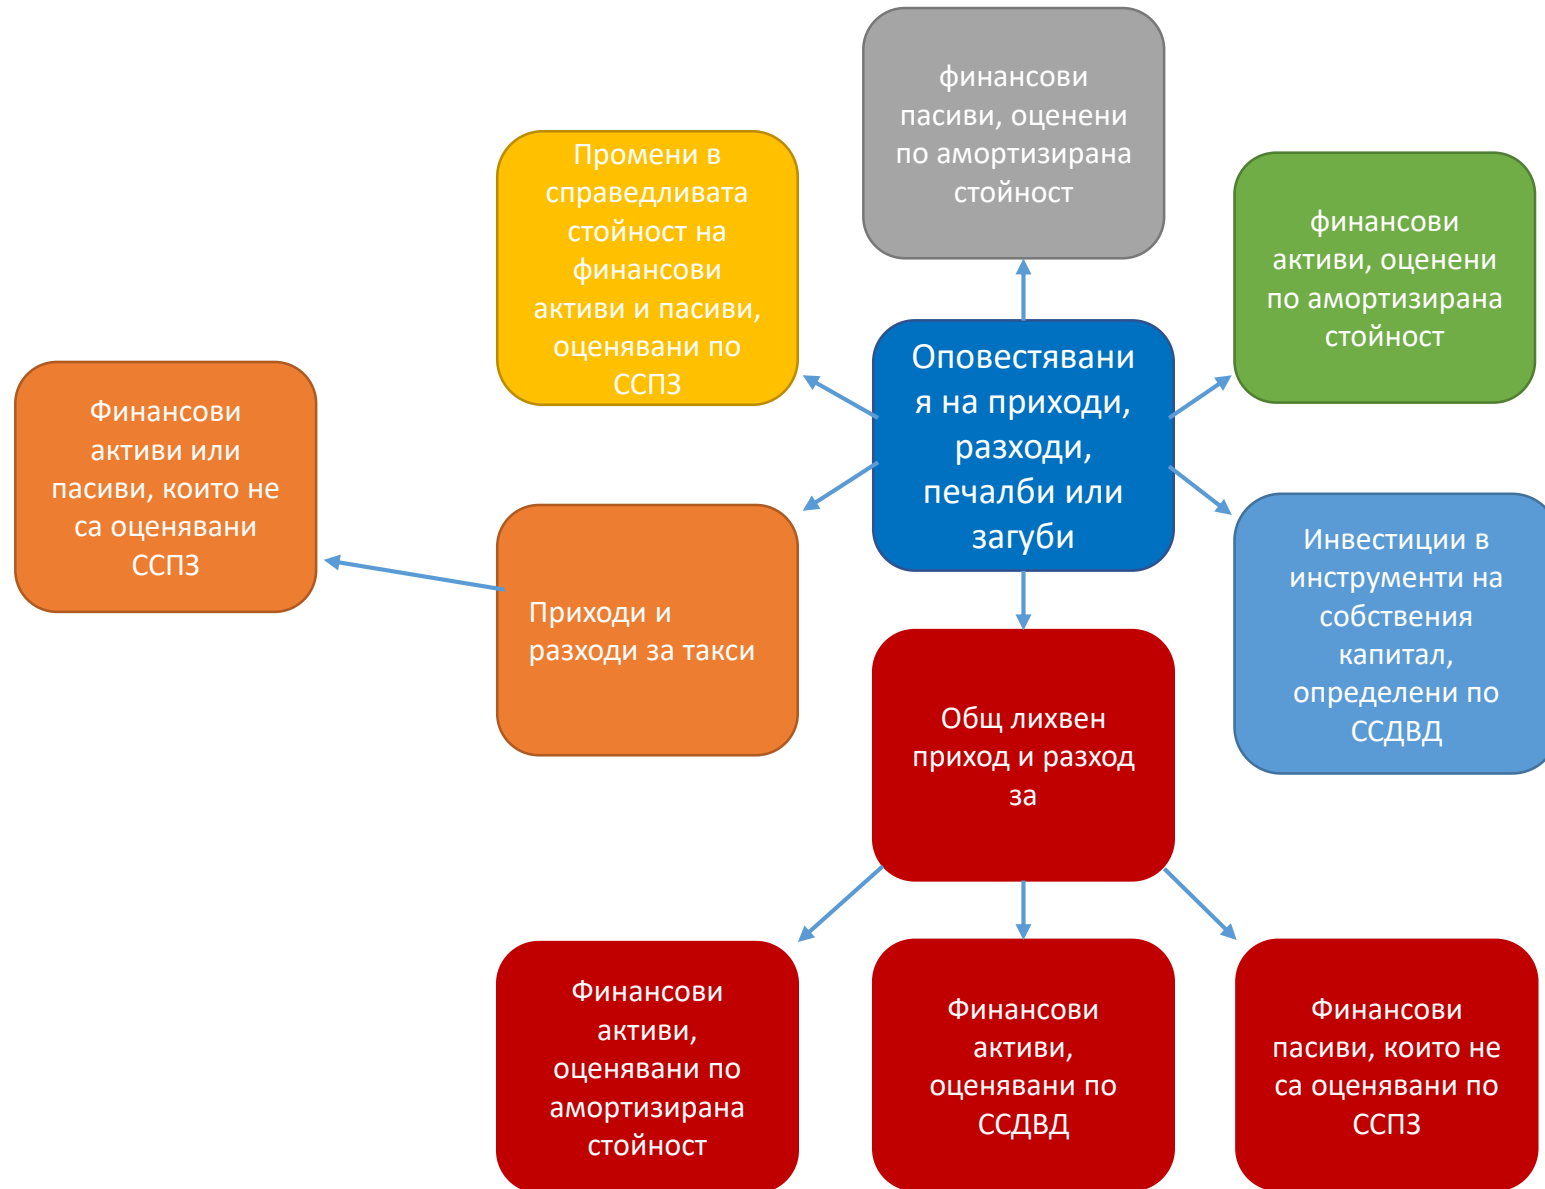 финансови
пасиви, оценени
по амортизирана
стойност
Промени в
справедливата
стойност на
финансови
активи и пасиви,
оценявани по
ССПЗ
финансови
активи, оценени
по амортизирана
стойност
Оповестявани
я на приходи,
разходи,
печалби или
загуби
Финансови
активи или
пасиви, които не
са оценявани
ССПЗ
Приходи и
разходи за такси
Инвестиции в
инструменти на
собствения
капитал,
определени по
ССДВД
Общ лихвен
приход и разход
за
Финансови
активи,
оценявани по
амортизирана
стойност
Финансови
активи,
оценявани по
ССДВД
Финансови
пасиви, които не
са оценявани по
ССПЗ